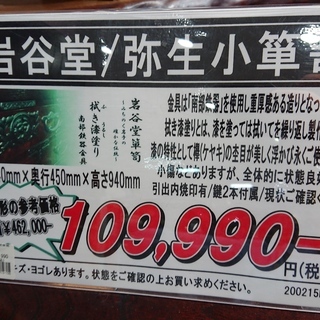 岩谷堂/弥生小箪笥
金具は「南部鉄器」を使用し重厚感ある造りとなっ
拭き漆塗りとは、漆を塗っては拭いてを繰り返し製作
漆の特性として欅(ケヤキ)の杢目が美しく浮かび永くご使
小傷などありますが、全体的に状態良好
引出内焼印有/鍵2本付属/現状ご確認く
岩谷堂箪笥
拭き漆塗り
南部鉄器金具
0mm×奥行450mm×高さ940mm
形の参考価格
¥462,000-
109,990-
円(税
ズ・ヨゴレあります。状態をご確認の上お買い求めください。
200215